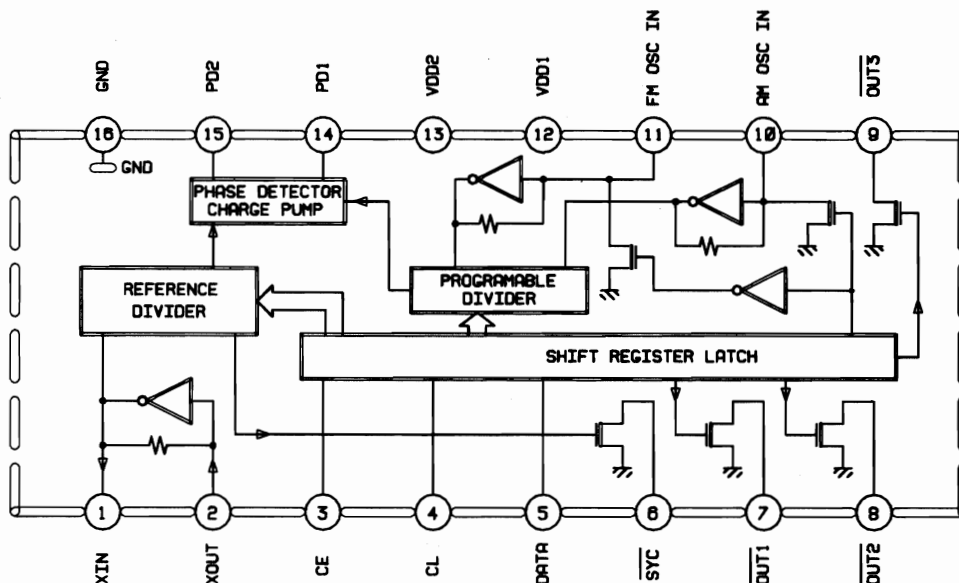 GND
PD2
PD1
VDD2
VDD1
FM OSC IN
AM OSC IN
OUT3
16
15
14
13
12
11
10
9
GND
PHASE DETECTOR
CHARGE PUMP
REFERENCE
DIVIDER
PROGRAMABLE
DIVIDER
SHIFT REGISTER LATCH
1
2
3
4
5
6
7
8
XIN
XOUT
CE
CL
DATA
SYC
OUT1
OUT2